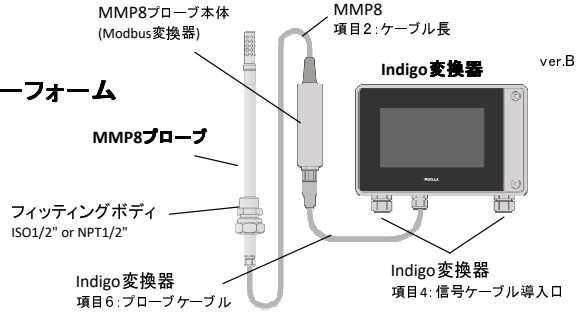 MMP8プローブ本体
(Modbus変換器)
MMP8
項目2：ケーブル長
ver.B
Indigo変換器
ーフォーム
MMP8プローブ
VAISALA
フィッティングボディ
ISO1/2" or NPT1/2"
Indigo変換器
項目6：プローブケーブル
Indigo変換器
項目4：信号ケーブル導入口